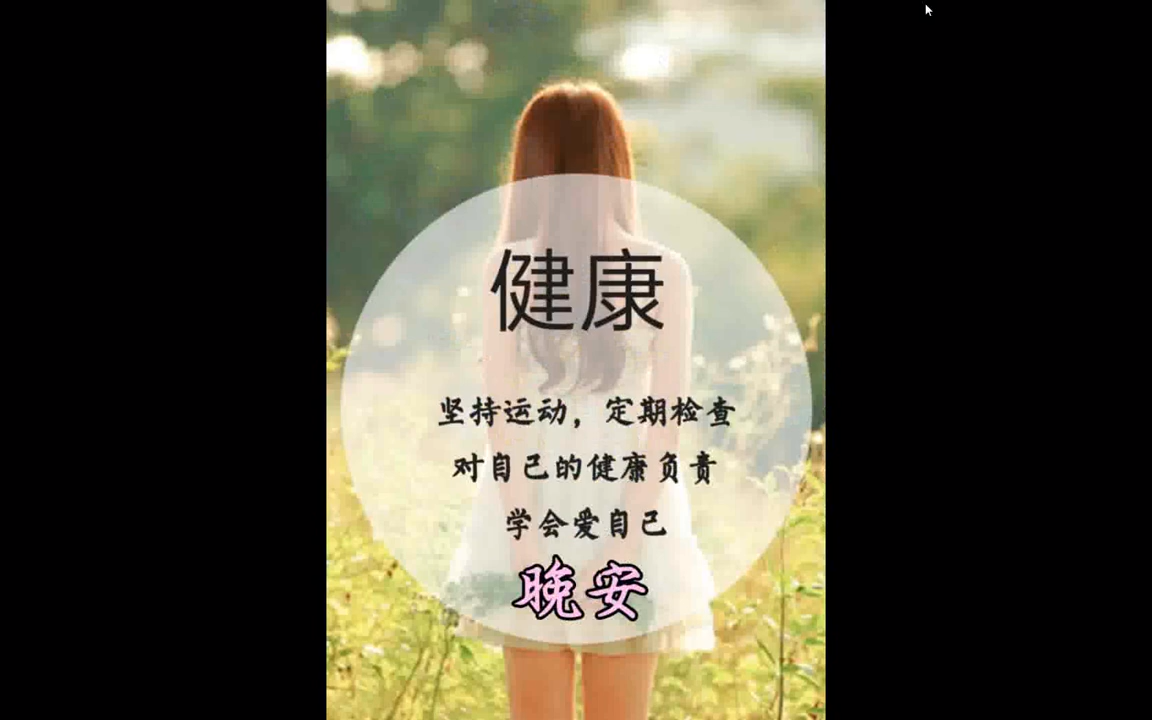 健康
坚持运动，定期检查
对自己的健康负责
学会爱自己
晚安